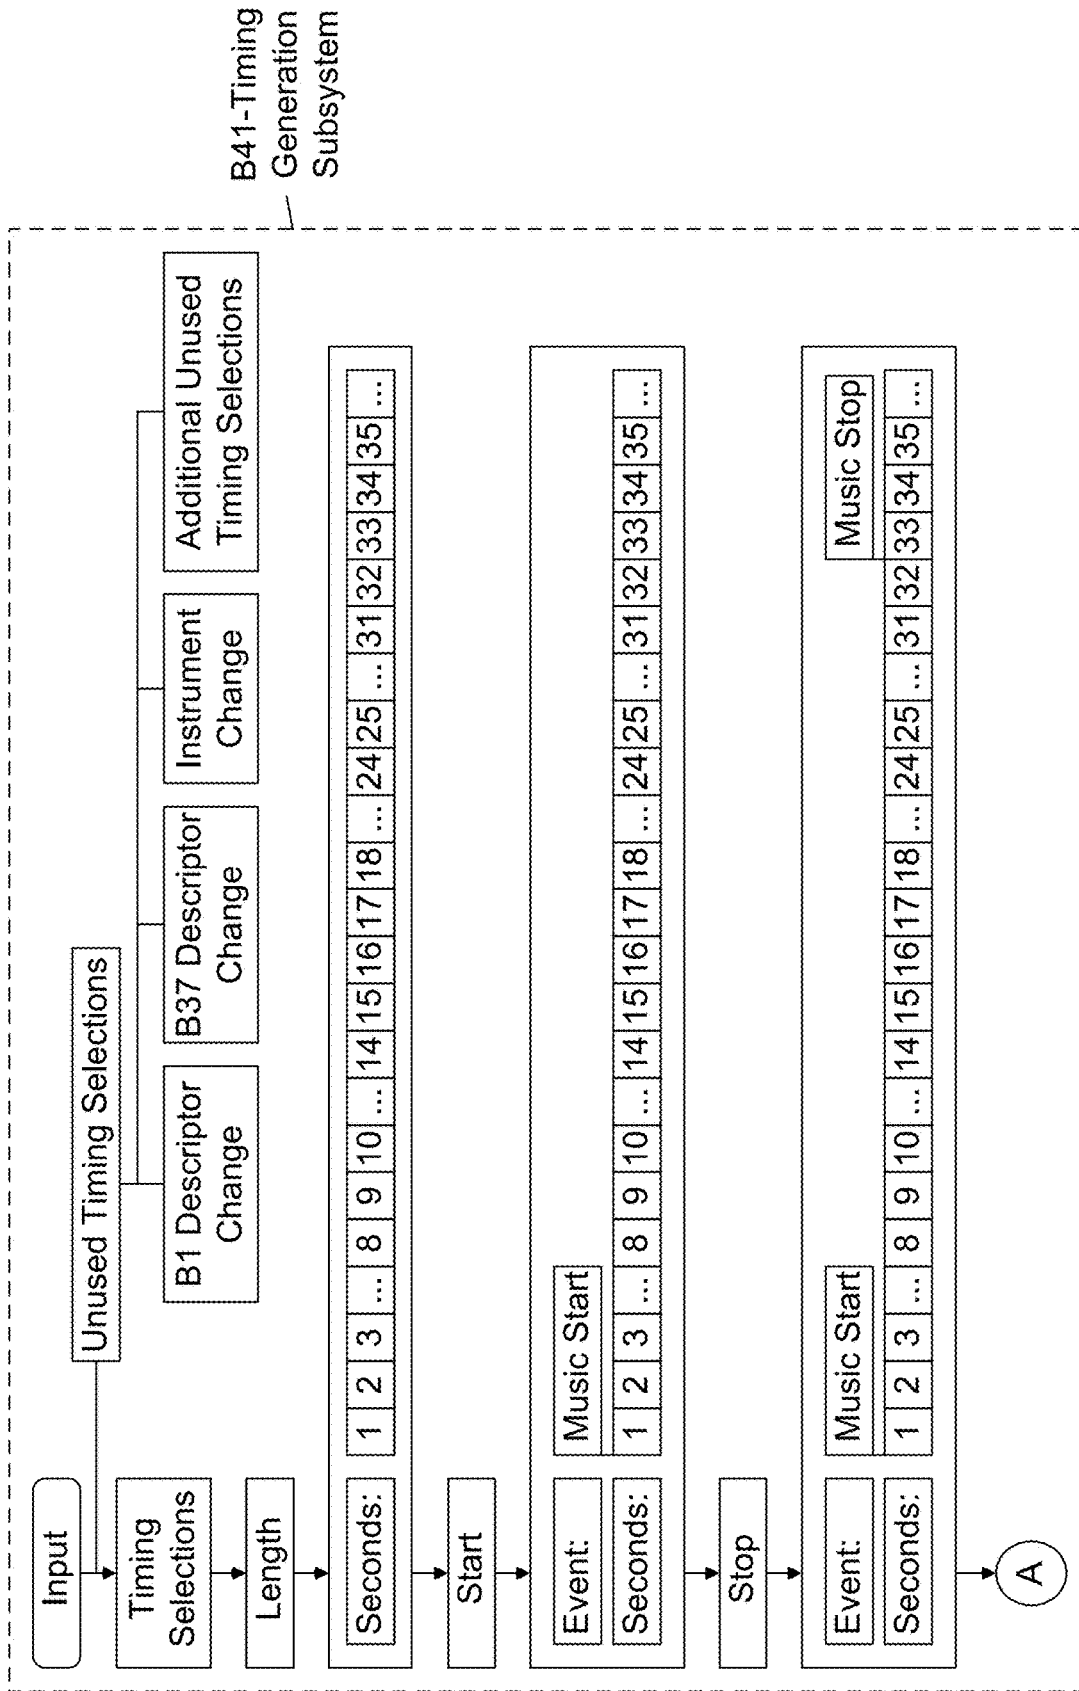 B41-Timing
Generation
Subsystem
Input
Unused Timing Selections
B1 Descriptor
Change
B37 Descriptor
Change
Instrument
Change
Additional Unused
Timing Selections
Timing
Selections
Length
Seconds: 1 2 3 ... 8 9 10 ... 14 15 16 17 18 ... 24 25 ... 31 32 33 34 35 ...
Start
Event: Music Start
Seconds: 1 2 3 ... 8 9 10 ... 14 15 16 17 18 ... 24 25 ... 31 32 33 34 35 ...
Stop
Event: Music Start Music Stop
Seconds: 1 2 3 ... 8 9 10 ... 14 15 16 17 18 ... 24 25 ... 31 32 33 34 35 ...
A